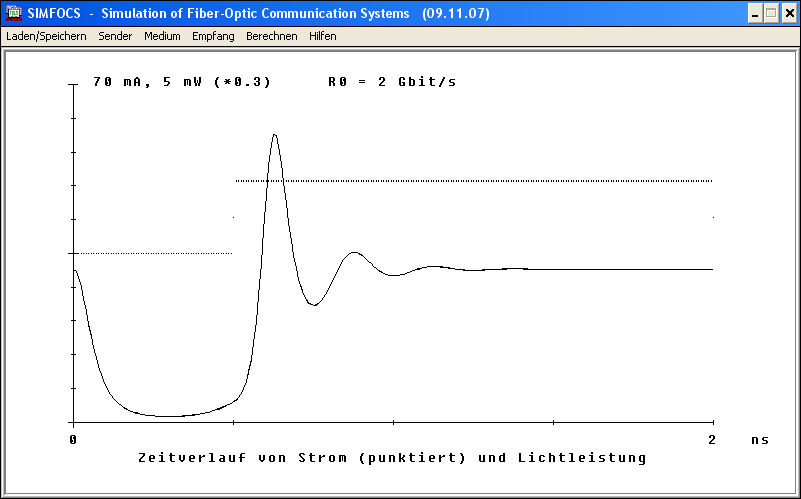 SIMFOCS - Simulation of Fiber-Optic Communication Systems (09.11.07)
Laden/Speichern Sender Medium Empfang Berechnen Hilfen
70 mA, 5 mW (*0.3) R0 = 2 Gbit/s
0 2 ns
Zeitverlauf von Strom (punktiert) und Lichtleistung